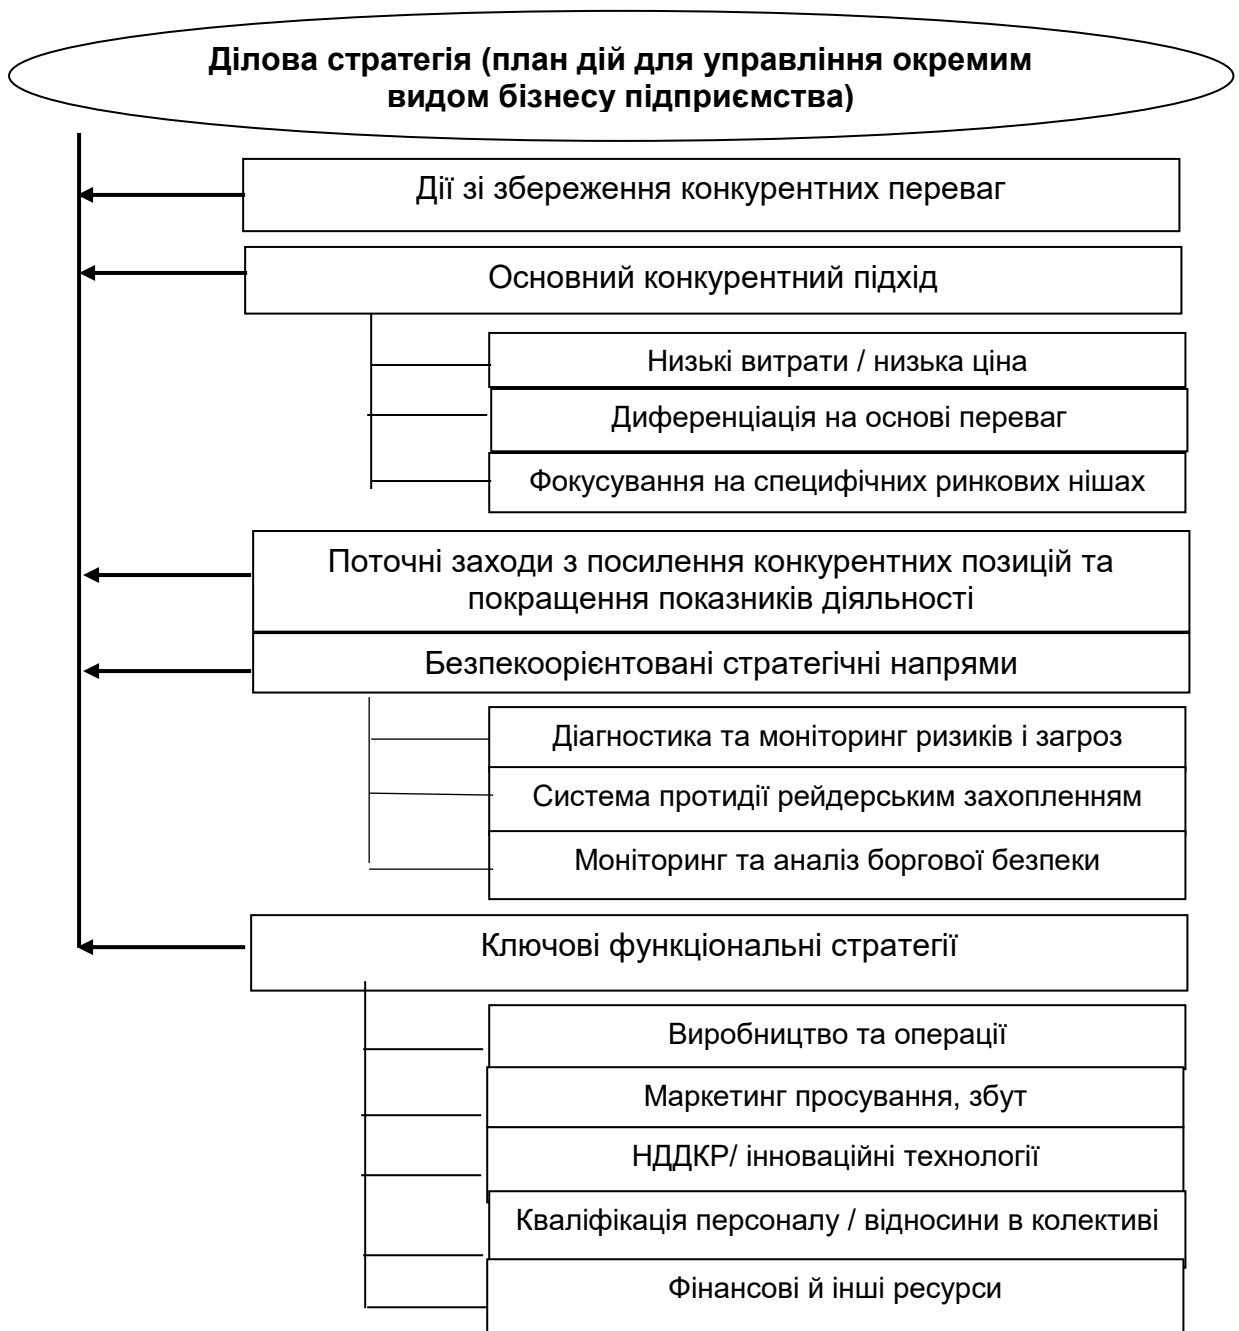 Ділова стратегія (план дій для управління окремим
видом бізнесу підприємства)
Дії зі збереження конкурентних переваг
Основний конкурентний підхід
Низькі витрати / низька ціна
Диференціація на основі переваг
Фокусування на специфічних ринкових нішах
Поточні заходи з посилення конкурентних позицій та
покращення показників діяльності
Безпекоорієнтовані стратегічні напрями
Діагностика та моніторинг ризиків і загроз
Система протидії рейдерським захопленням
Моніторинг та аналіз боргової безпеки
Ключові функціональні стратегії
Виробництво та операції
Маркетинг просування, збут
НДДКР/ інноваційні технології
Кваліфікація персоналу / відносини в колективі
Фінансові й інші ресурси